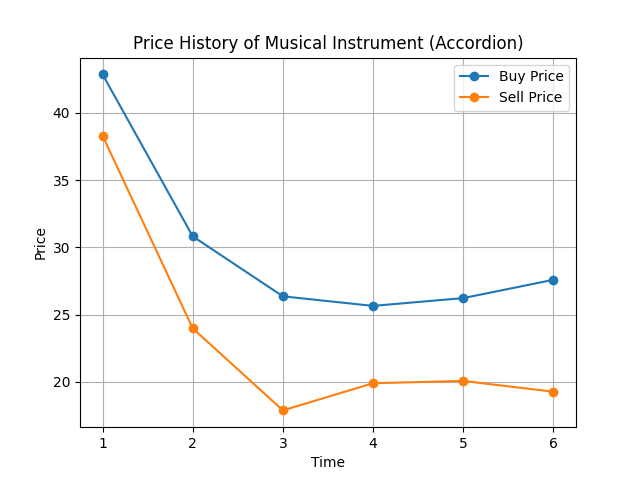 Price History of Musical Instrument (Accordion)
Buy Price
Sell Price
40
35
30
25
20
Price
1 2 3 4 5 6
Time